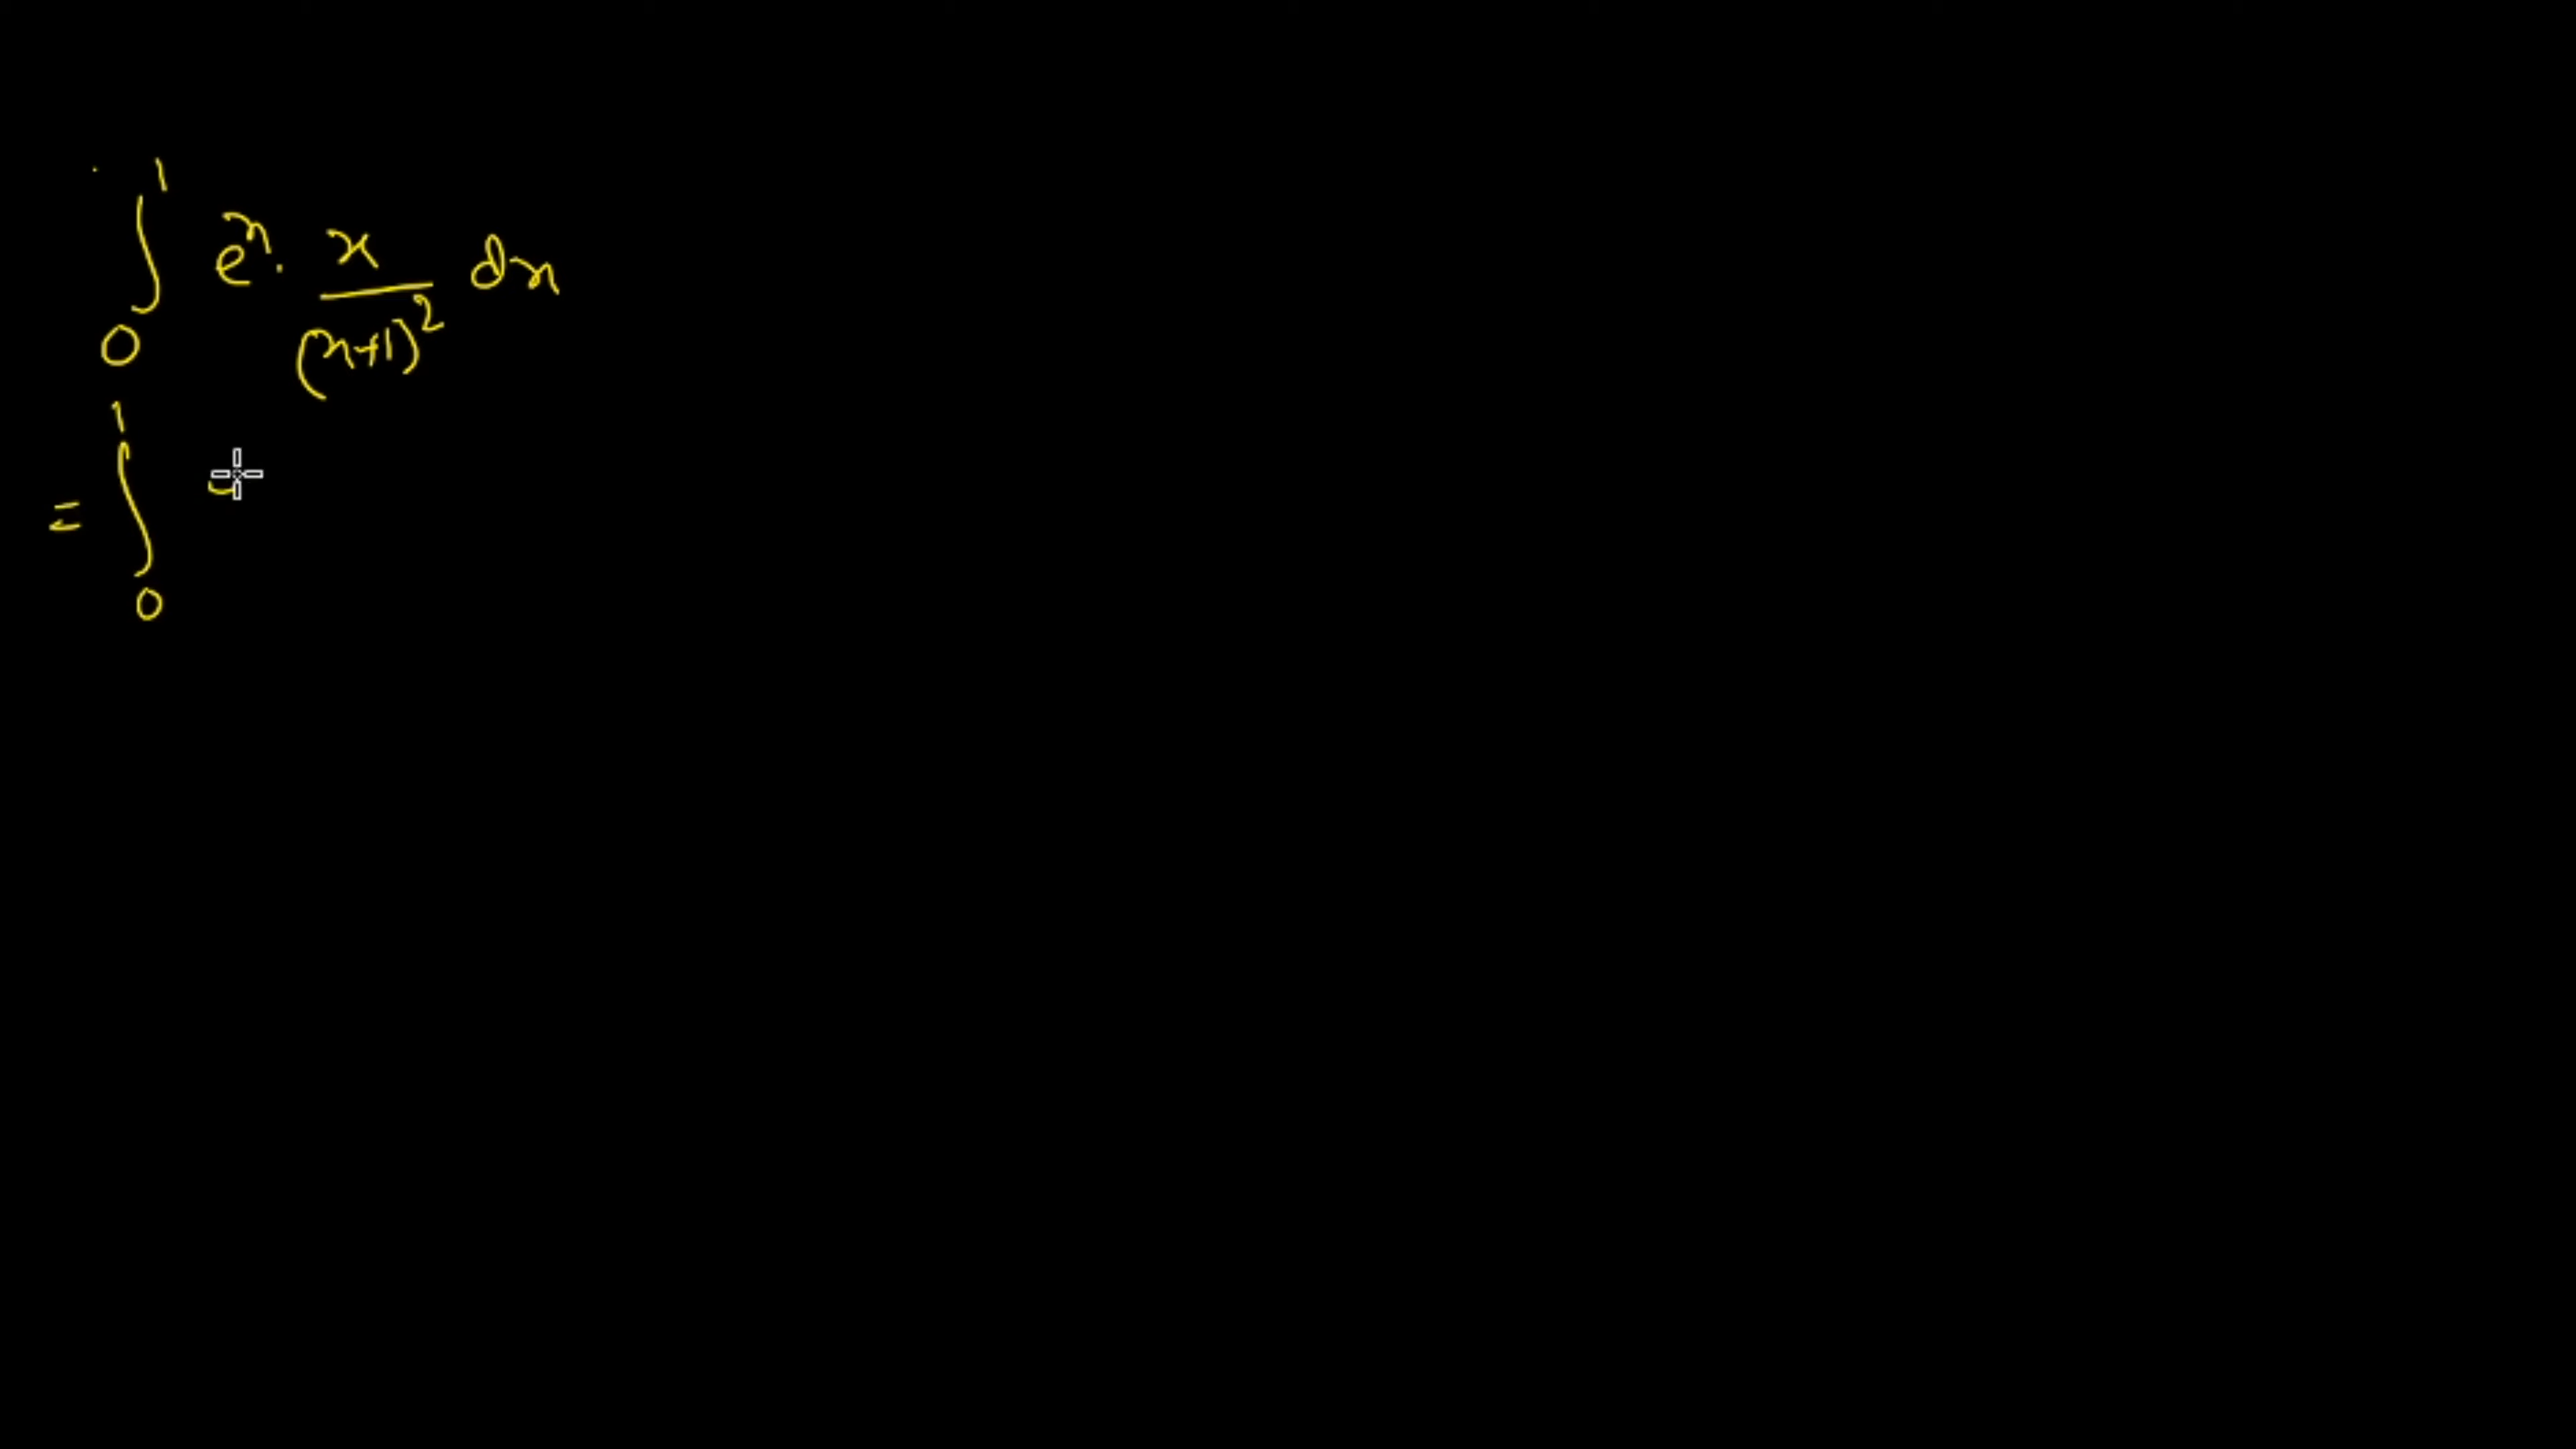 ∫₀¹ eˣ · x/(x+1)² dx
= ∫₀¹